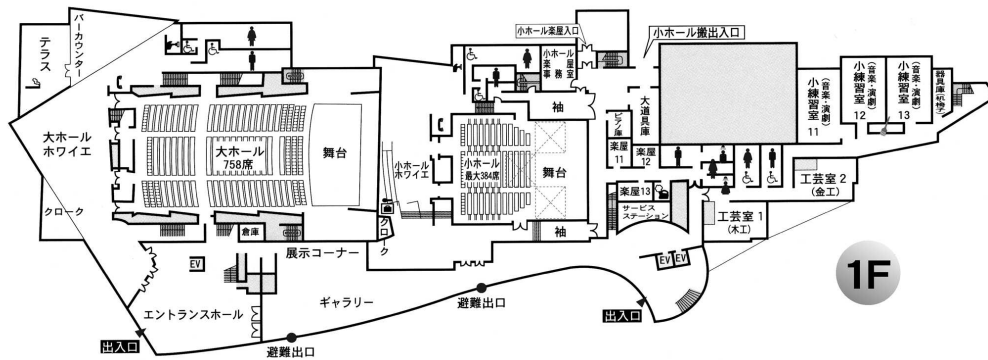 テラス
バーカウンター
大ホール
ホワイエ
クローク
大ホール
758席
舞台
倉庫
展示コーナー
EV
エントランスホール
出入口
避難出口
ギャラリー
避難出口
小ホール
ホワイエ
クローク
小ホール
最大384席
舞台
袖
袖
小ホール
楽屋
事務室
小ホール楽屋入口
小ホール搬出入口
大道具庫
ピアノ庫
楽屋
11
楽屋
12
楽屋13
サービス
ステーション
EV
EV
出入口
小練習室
(音楽・演劇)
11
小練習室
(音楽・演劇)
12
小練習室
(音楽・演劇)
13
器具庫(机・椅子)
工芸室 2
(金工)
工芸室 1
(木工)
1F